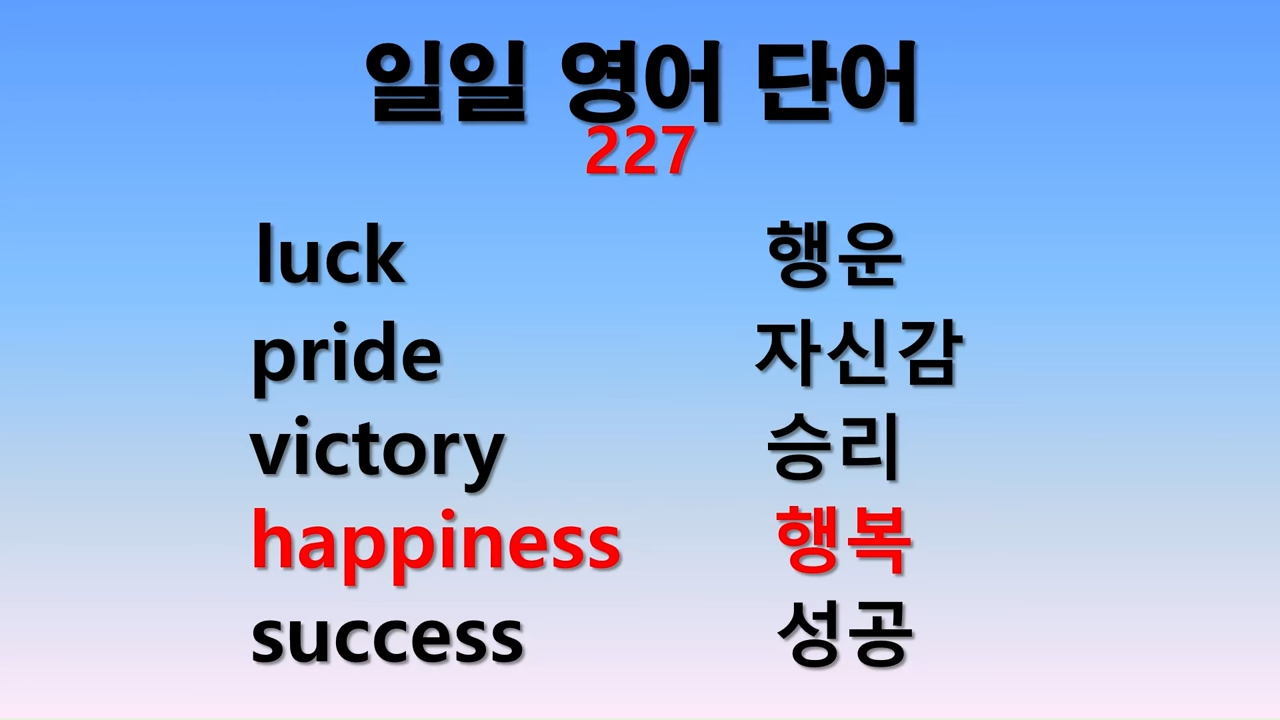 일일 영어 단어
227
luck 행운
pride 자신감
victory 승리
happiness 행복
success 성공